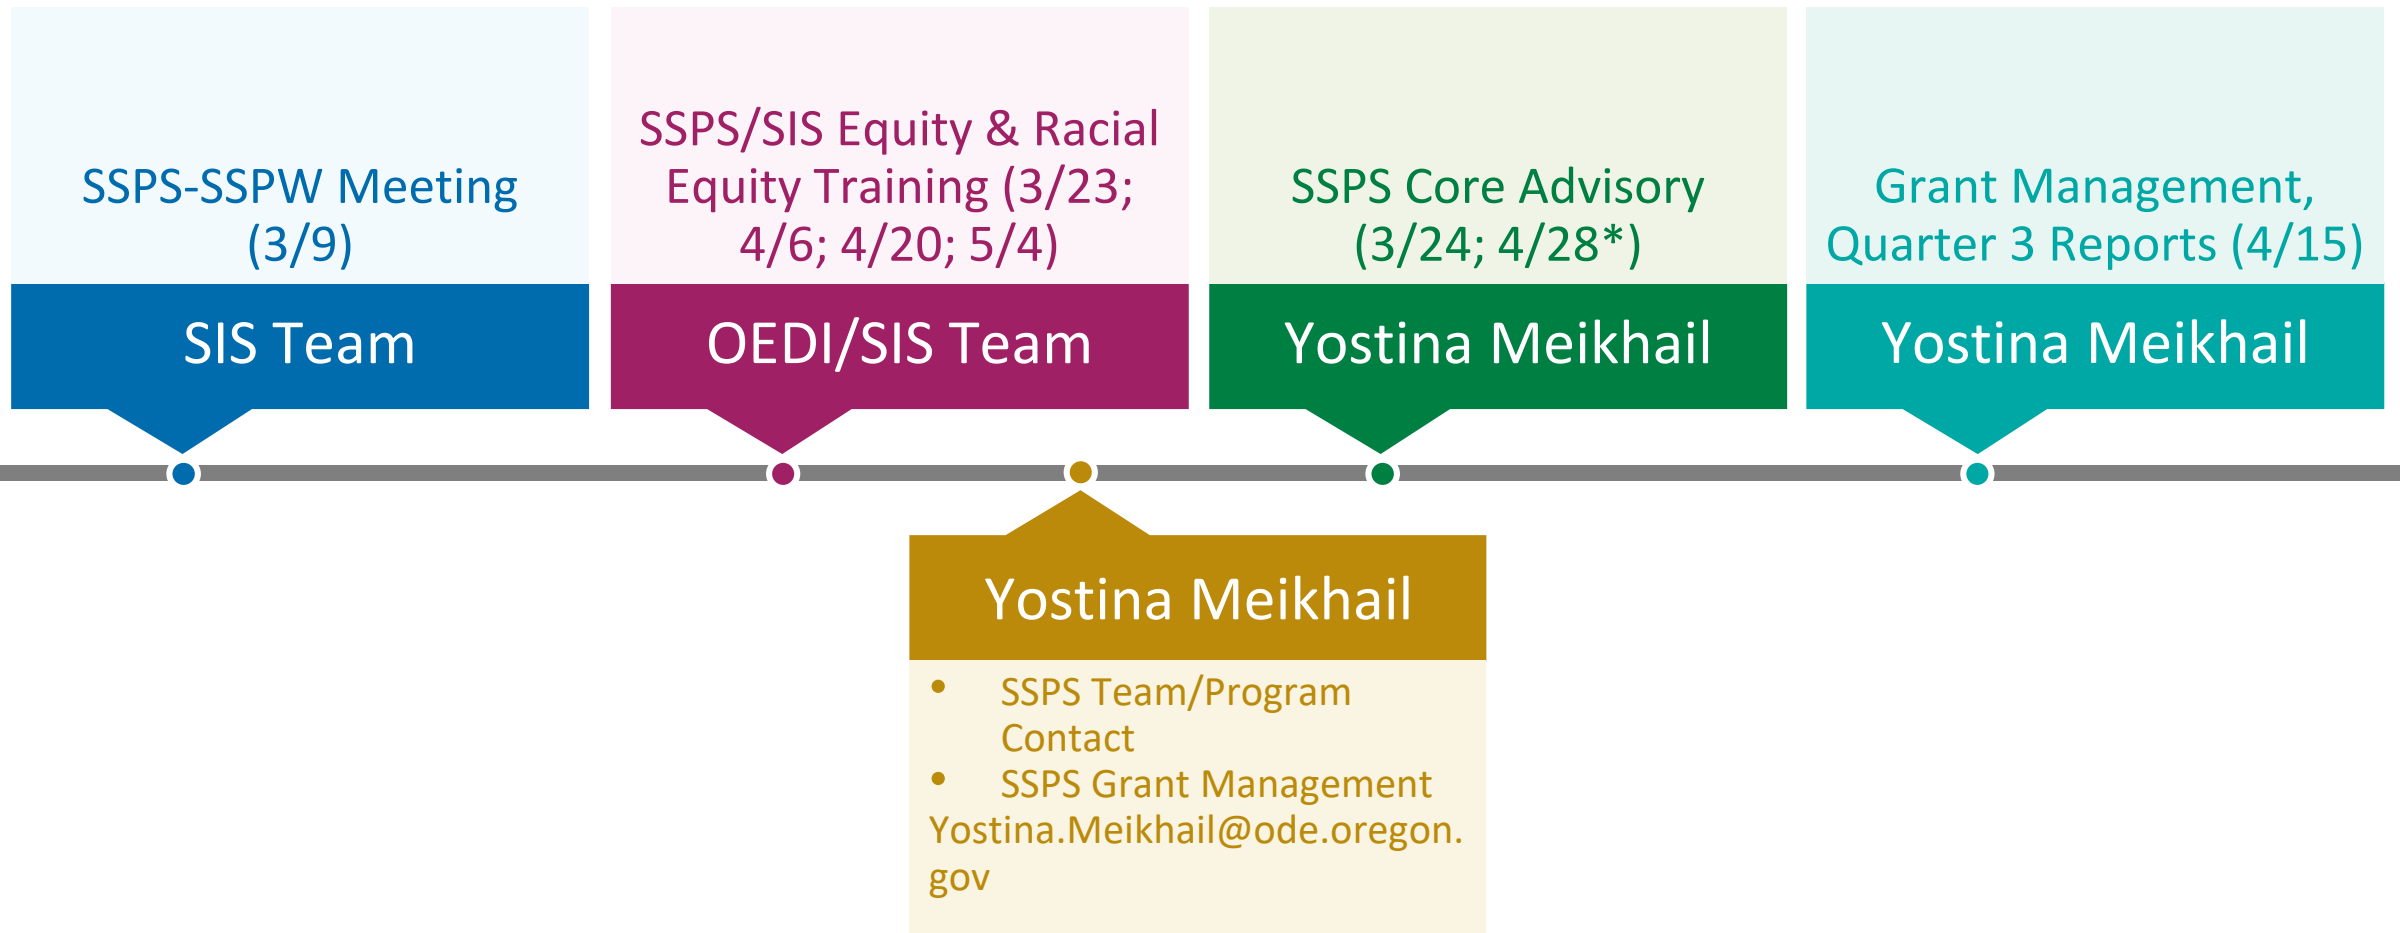 SSPS-SSPW Meeting
(3/9)
SIS Team
SSPS/SIS Equity & Racial
Equity Training (3/23;
4/6; 4/20; 5/4)
OEDI/SIS Team
SSPS Core Advisory
(3/24; 4/28*)
Yostina Meikhail
Grant Management,
Quarter 3 Reports (4/15)
Yostina Meikhail
Yostina Meikhail
• SSPS Team/Program
Contact
• SSPS Grant Management
Yostina.Meikhail@ode.oregon.
gov